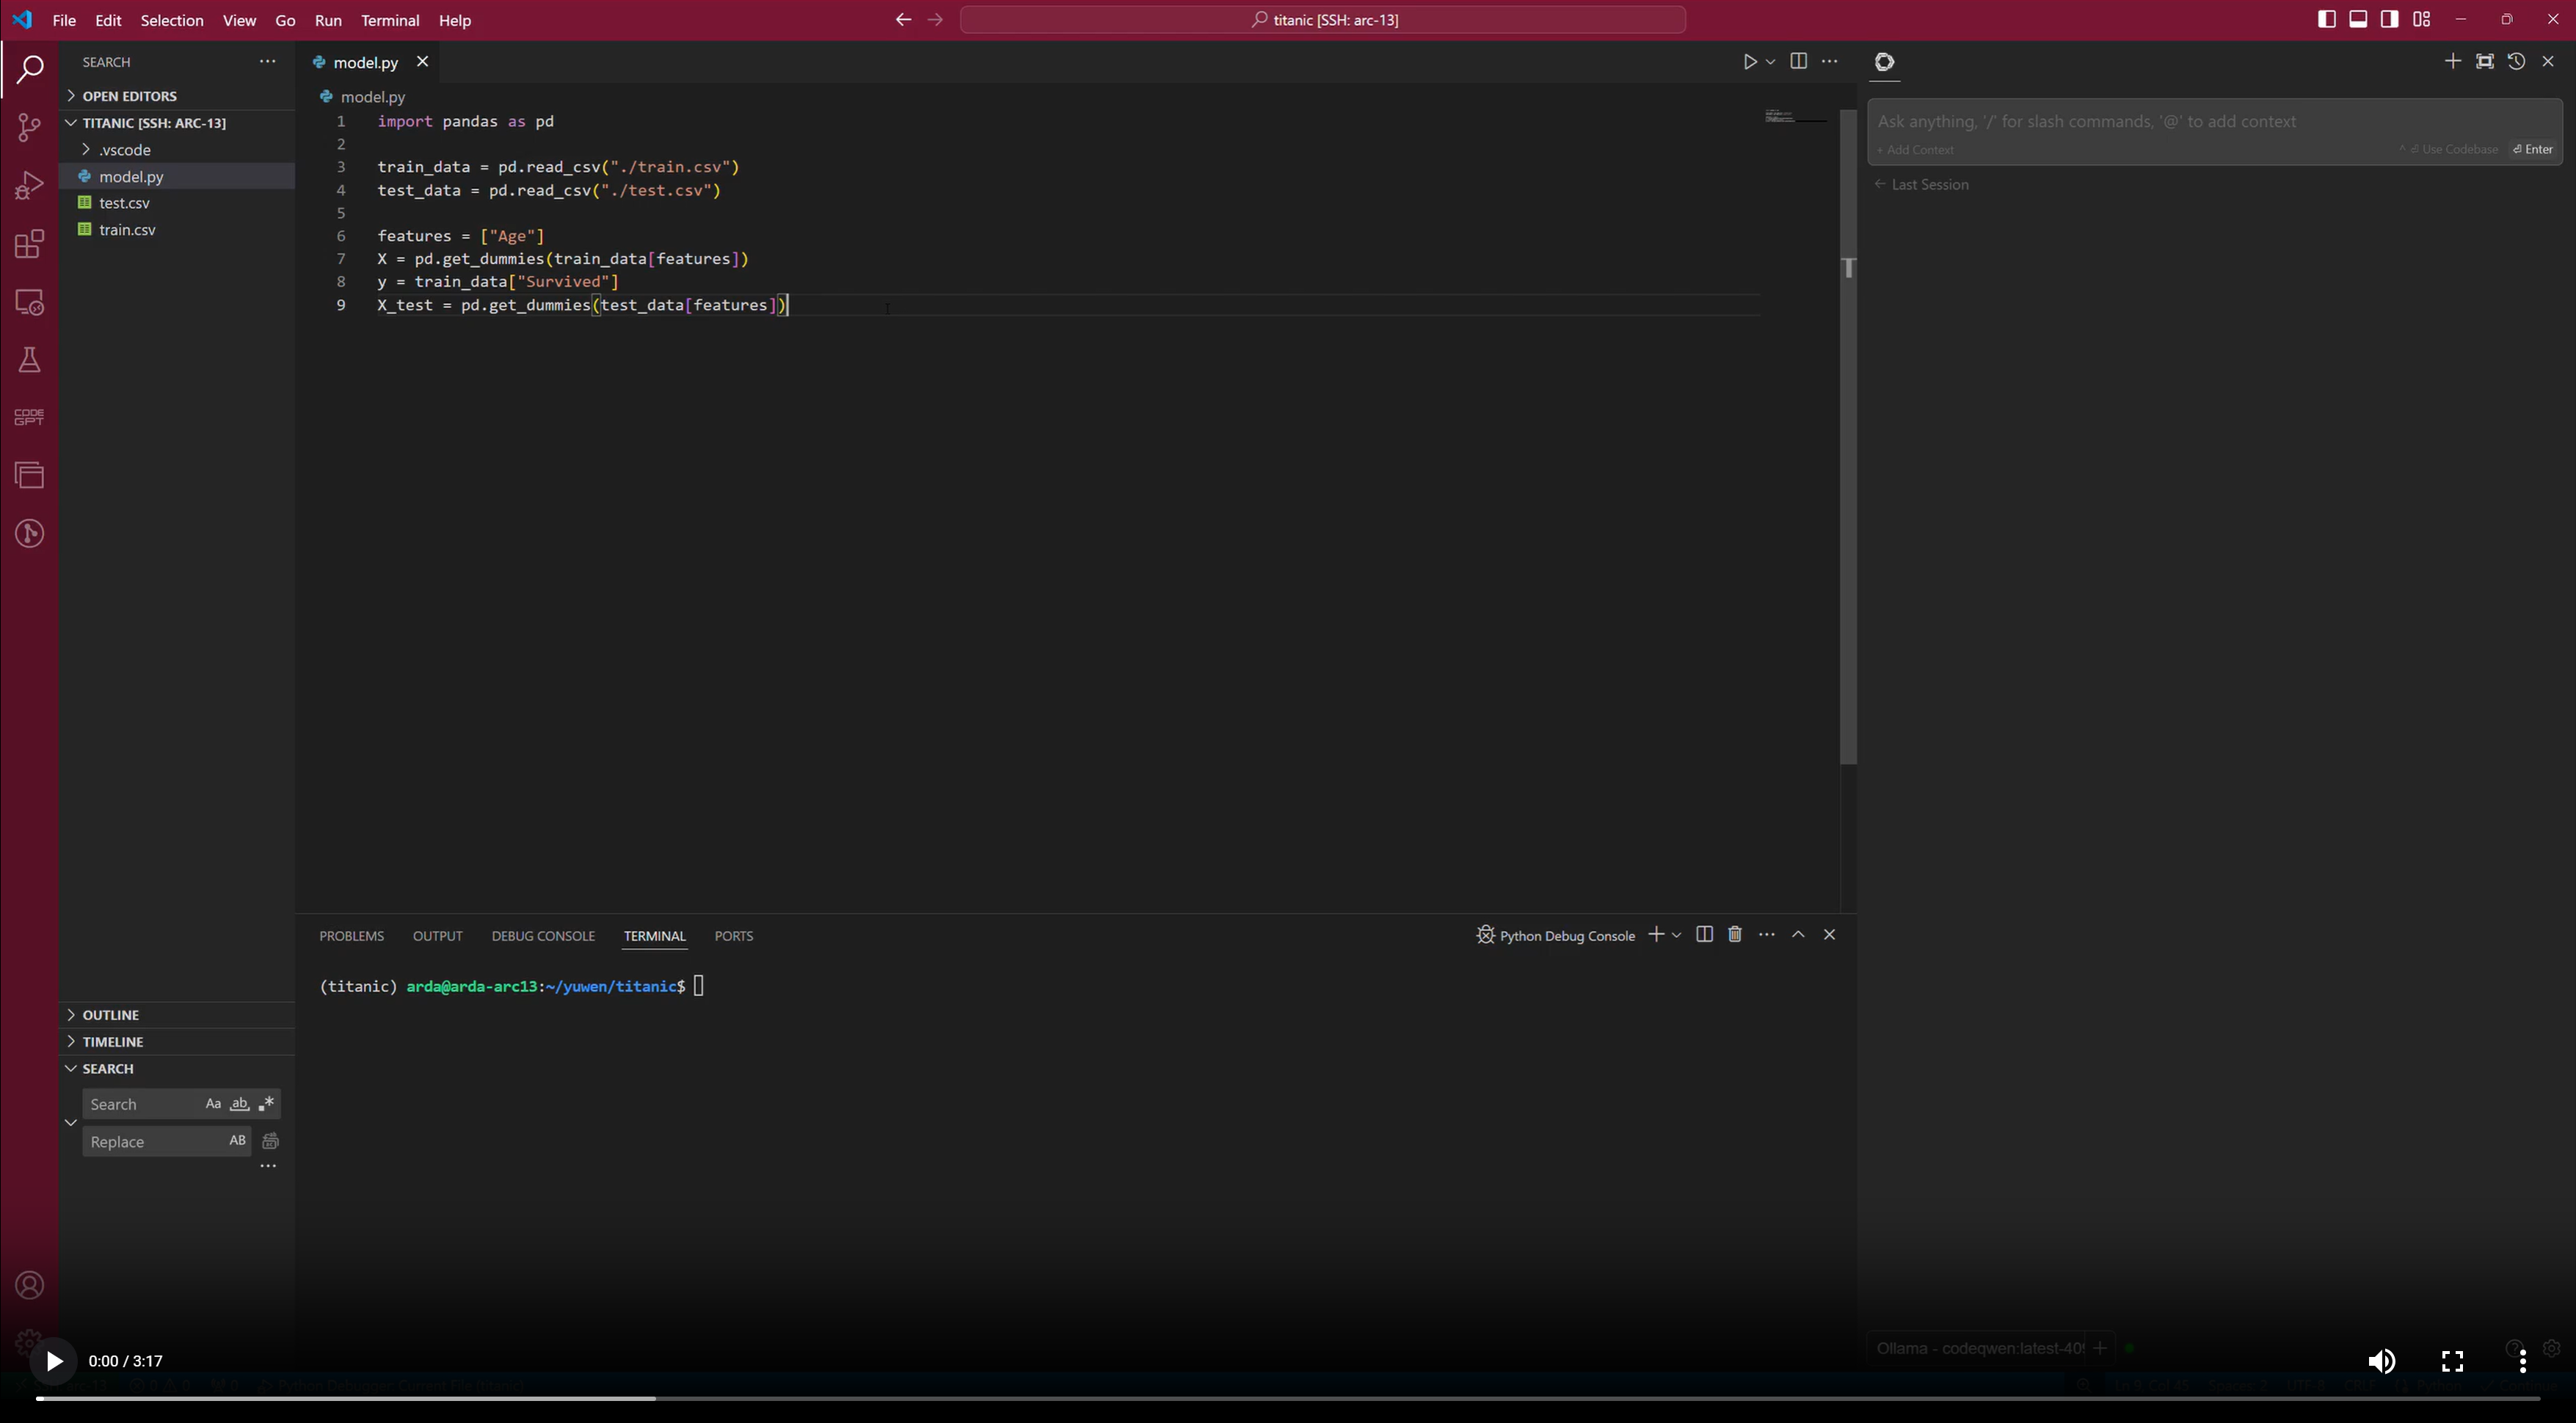 File Edit Selection View Go Run Terminal Help
titanic [SSH: arc-13]
SEARCH
OPEN EDITORS
TITANIC [SSH: ARC-13]
.vscode
model.py
test.csv
train.csv
CODE
GPT
model.py
model.py
1 import pandas as pd
2
3 train_data = pd.read_csv("./train.csv")
4 test_data = pd.read_csv("./test.csv")
5
6 features = ["Age"]
7 X = pd.get_dummies(train_data[features])
8 y = train_data["Survived"]
9 X_test = pd.get_dummies(test_data[features])
Ask anything, '/' for slash commands, '@' to add context
+ Add Context
^ ⏎ Use Codebase ⏎ Enter
Last Session
PROBLEMS OUTPUT DEBUG CONSOLE TERMINAL PORTS
Python Debug Console
(titanic) arda@arda-arc13:~/yuwen/titanic$
OUTLINE
TIMELINE
SEARCH
Search Aa ab
Replace AB
Ollama - codeqwen:latest-409
0:00 / 3:17